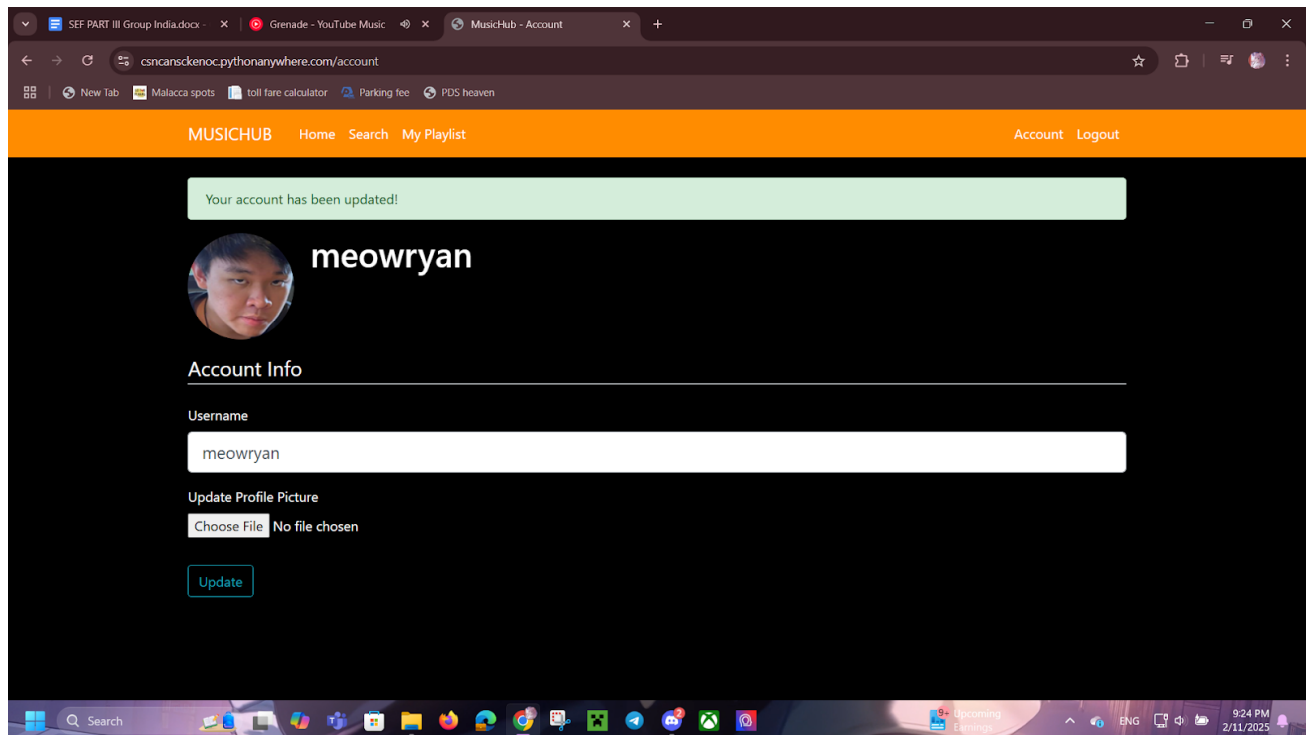 SEF PART III Group India.docx - Grenade - YouTube Music MusicHub - Account
csncansckenoc.pythonanywhere.com/account
New Tab Malacca spots toll fare calculator Parking fee PDS heaven
MUSICHUB Home Search My Playlist Account Logout
Your account has been updated!
meowryan
Account Info
Username
meowryan
Update Profile Picture
Choose File No file chosen
Update
Search 9+ Upcoming Earnings 2 ENG 9:24 PM
2/11/2025